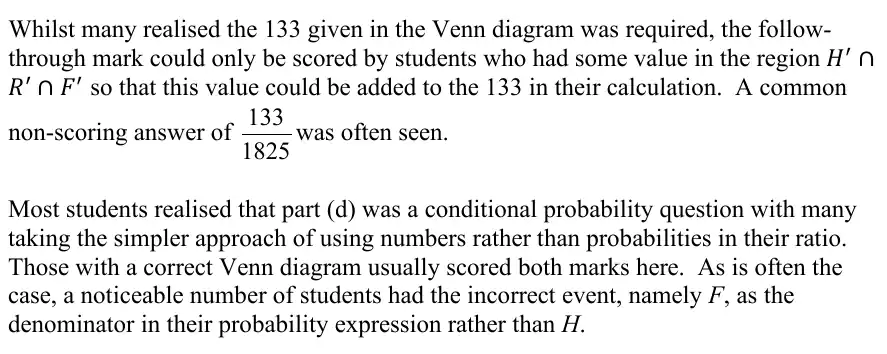 Whilst many realised the 133 given in the Venn diagram was required, the follow-
through mark could only be scored by students who had some value in the region H′ ∩
R′ ∩ F′ so that this value could be added to the 133 in their calculation. A common
non-scoring answer of 133/1825 was often seen.
Most students realised that part (d) was a conditional probability question with many
taking the simpler approach of using numbers rather than probabilities in their ratio.
Those with a correct Venn diagram usually scored both marks here. As is often the
case, a noticeable number of students had the incorrect event, namely F, as the
denominator in their probability expression rather than H.